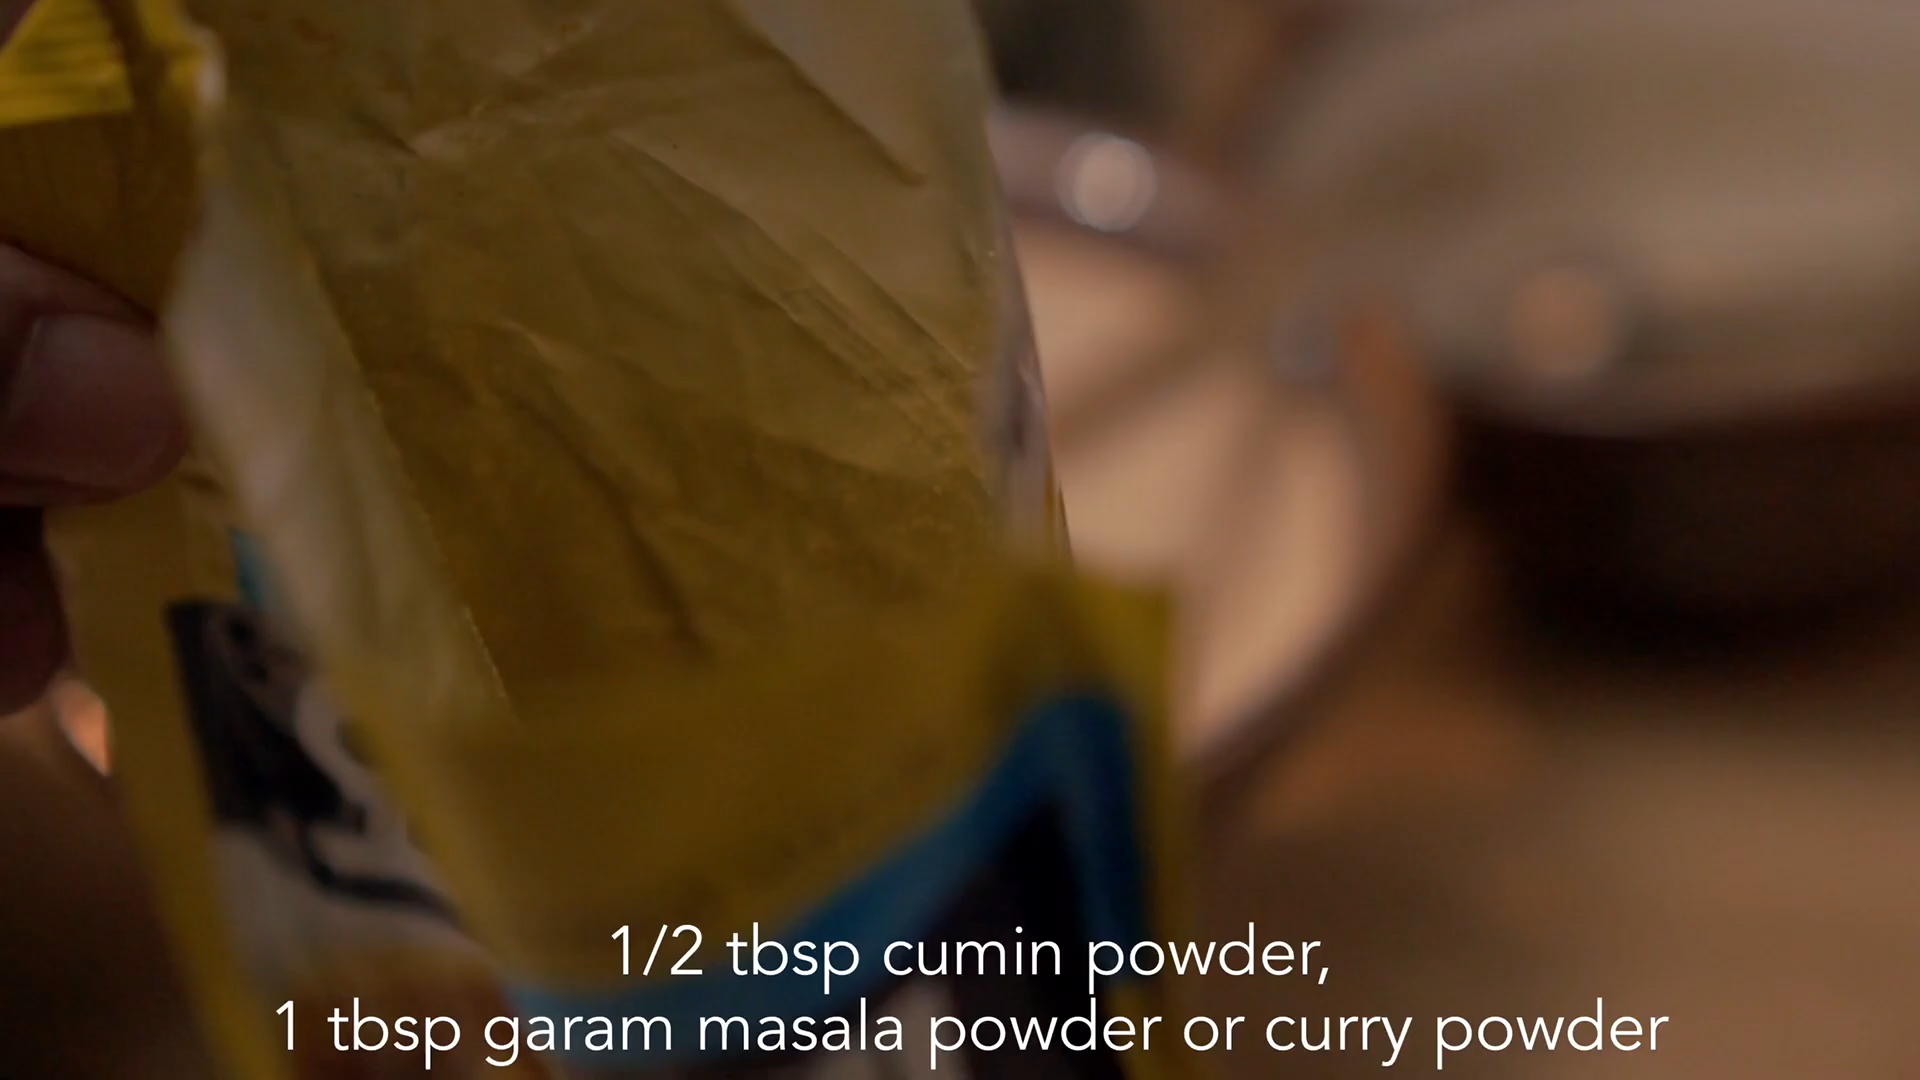 1/2 tbsp cumin powder,
1 tbsp garam masala powder or curry powder